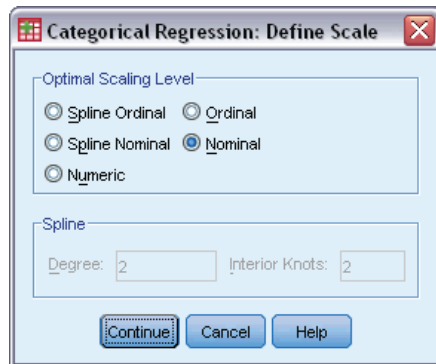 Categorical Regression: Define Scale
Optimal Scaling Level
Spline Ordinal Ordinal
Spline Nominal Nominal
Numeric
Spline
Degree: 2 Interior Knots: 2
Continue Cancel Help